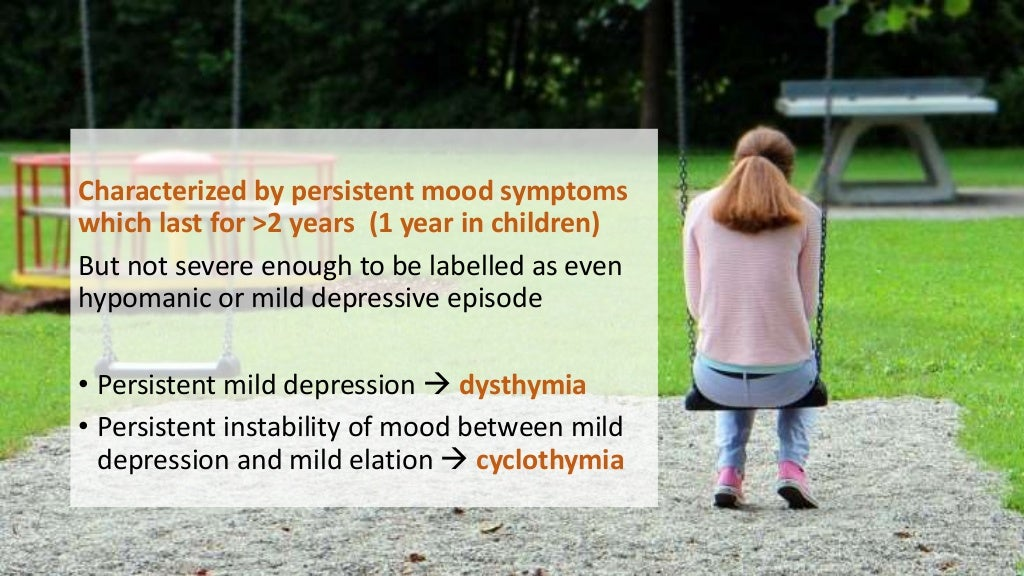 Characterized by persistent mood symptoms
which last for >2 years (1 year in children)
But not severe enough to be labelled as even
hypomanic or mild depressive episode
• Persistent mild depression → dysthymia
• Persistent instability of mood between mild
depression and mild elation → cyclothymia